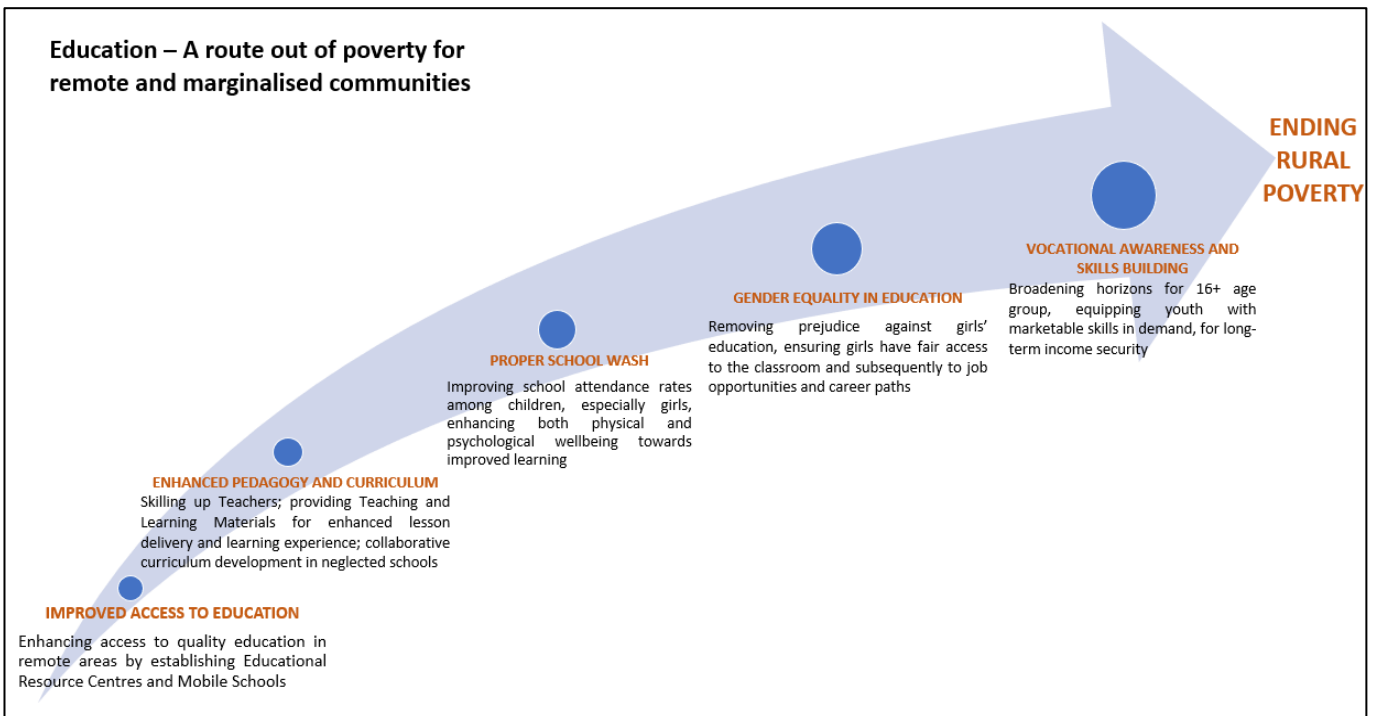 Education – A route out of poverty for
remote and marginalised communities
ENDING
RURAL
POVERTY
VOCATIONAL AWARENESS AND
SKILLS BUILDING
Broadening horizons for 16+ age
group, equipping youth with
marketable skills in demand, for long-
term income security
GENDER EQUALITY IN EDUCATION
Removing prejudice against girls’
education, ensuring girls have fair access
to the classroom and subsequently to job
opportunities and career paths
PROPER SCHOOL WASH
Improving school attendance rates
among children, especially girls,
enhancing both physical and
psychological wellbeing towards
improved learning
ENHANCED PEDAGOGY AND CURRICULUM
Skilling up Teachers; providing Teaching and
Learning Materials for enhanced lesson
delivery and learning experience; collaborative
curriculum development in neglected schools
IMPROVED ACCESS TO EDUCATION
Enhancing access to quality education in
remote areas by establishing Educational
Resource Centres and Mobile Schools